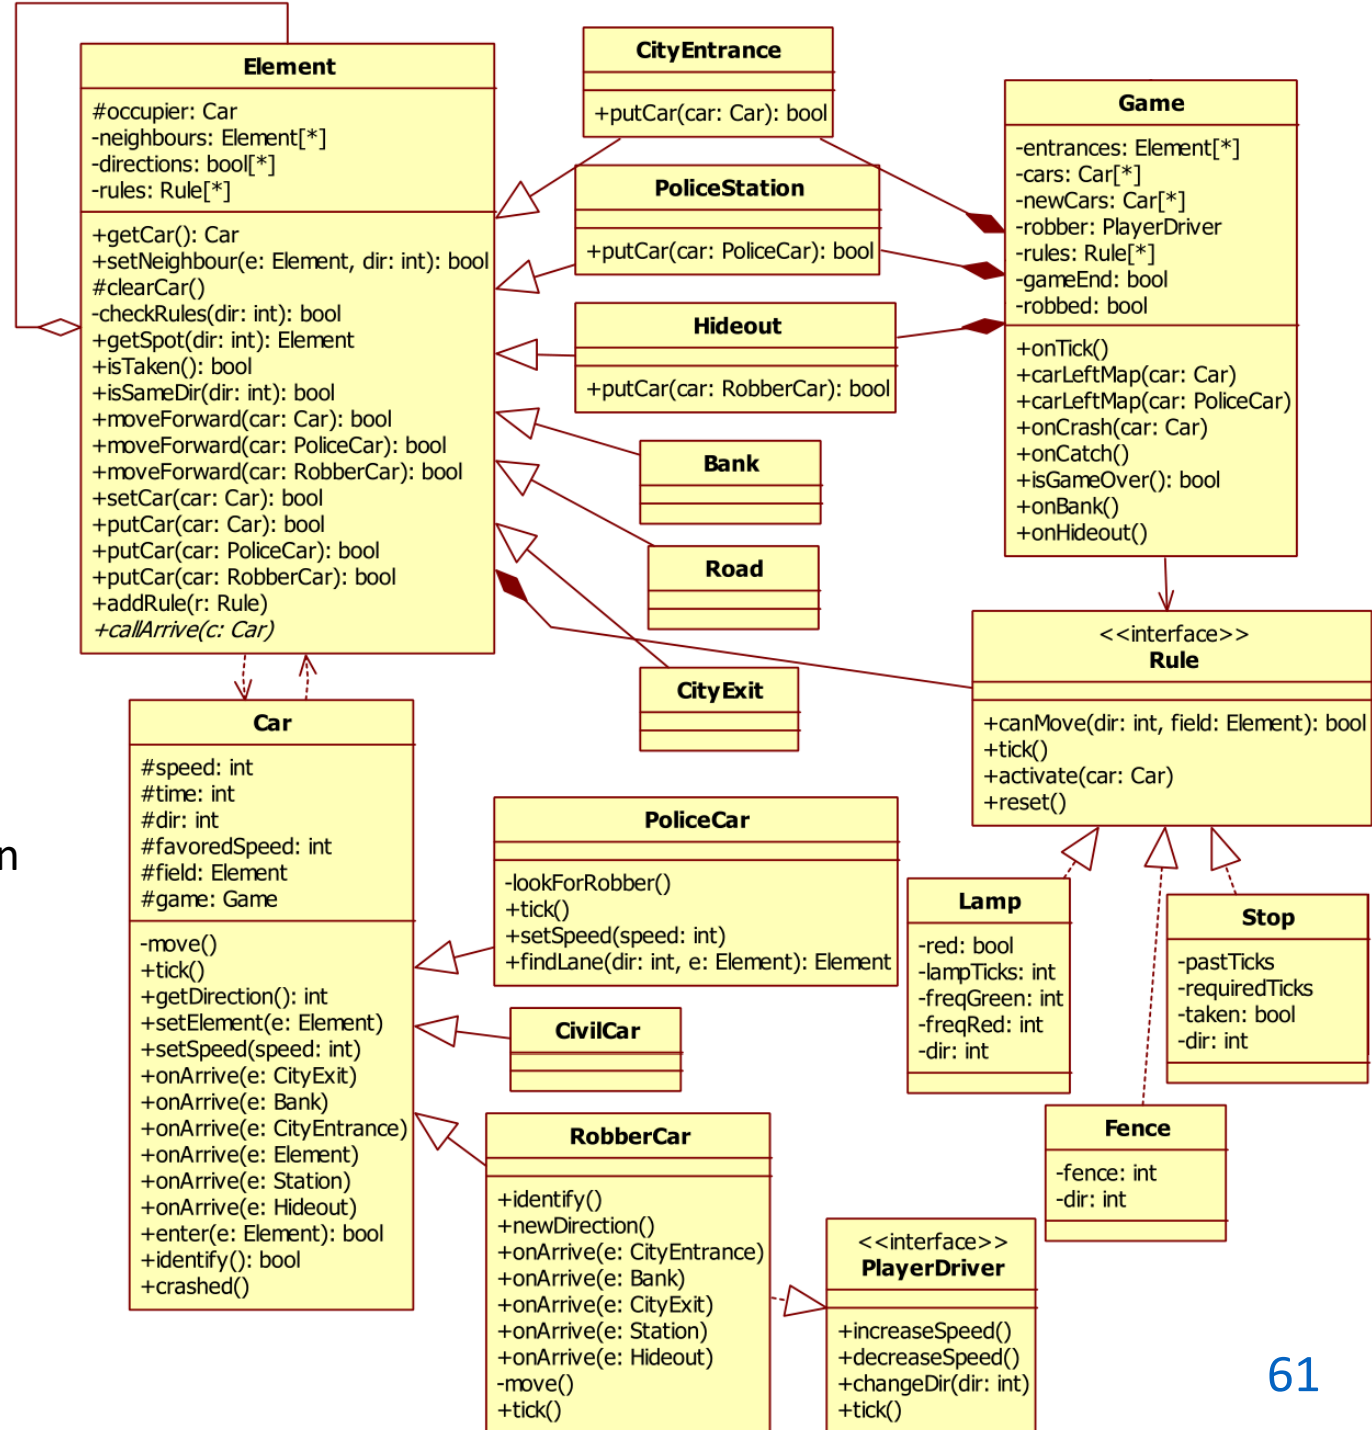 Element
#occupier: Car
-neighbours: Element[*]
-directions: bool[*]
-rules: Rule[*]
+getCar(): Car
+setNeighbour(e: Element, dir: int): bool
#clearCar()
-checkRules(dir: int): bool
+getSpot(dir: int): Element
+isTaken(): bool
+isSameDir(dir: int): bool
+moveForward(car: Car): bool
+moveForward(car: PoliceCar): bool
+moveForward(car: RobberCar): bool
+setCar(car: Car): bool
+putCar(car: Car): bool
+putCar(car: PoliceCar): bool
+putCar(car: RobberCar): bool
+addRule(r: Rule)
+callArrive(c: Car)
CityEntrance
+putCar(car: Car): bool
PoliceStation
+putCar(car: PoliceCar): bool
Hideout
+putCar(car: RobberCar): bool
Bank
Road
CityExit
Game
-entrances: Element[*]
-cars: Car[*]
-newCars: Car[*]
-robber: PlayerDriver
-rules: Rule[*]
-gameEnd: bool
-robbed: bool
+onTick()
+carLeftMap(car: Car)
+carLeftMap(car: PoliceCar)
+onCrash(car: Car)
+onCatch()
+isGameOver(): bool
+onBank()
+onHideout()
<<interface>>
Rule
+canMove(dir: int, field: Element): bool
+tick()
+activate(car: Car)
+reset()
n
Car
#speed: int
#time: int
#dir: int
#favoredSpeed: int
#field: Element
#game: Game
-move()
+tick()
+getDirection(): int
+setElement(e: Element)
+setSpeed(speed: int)
+onArrive(e: CityExit)
+onArrive(e: Bank)
+onArrive(e: CityEntrance)
+onArrive(e: Element)
+onArrive(e: Station)
+onArrive(e: Hideout)
+enter(e: Element): bool
+identify(): bool
+crashed()
PoliceCar
-lookForRobber()
+tick()
+setSpeed(speed: int)
+findLane(dir: int, e: Element): Element
CivilCar
RobberCar
+identify()
+newDirection()
+onArrive(e: CityEntrance)
+onArrive(e: Bank)
+onArrive(e: CityExit)
+onArrive(e: Station)
+onArrive(e: Hideout)
-move()
+tick()
<<interface>>
PlayerDriver
+increaseSpeed()
+decreaseSpeed()
+changeDir(dir: int)
+tick()
Lamp
-red: bool
-lampTicks: int
-freqGreen: int
-freqRed: int
-dir: int
Stop
-pastTicks
-requiredTicks
-taken: bool
-dir: int
Fence
-fence: int
-dir: int
61